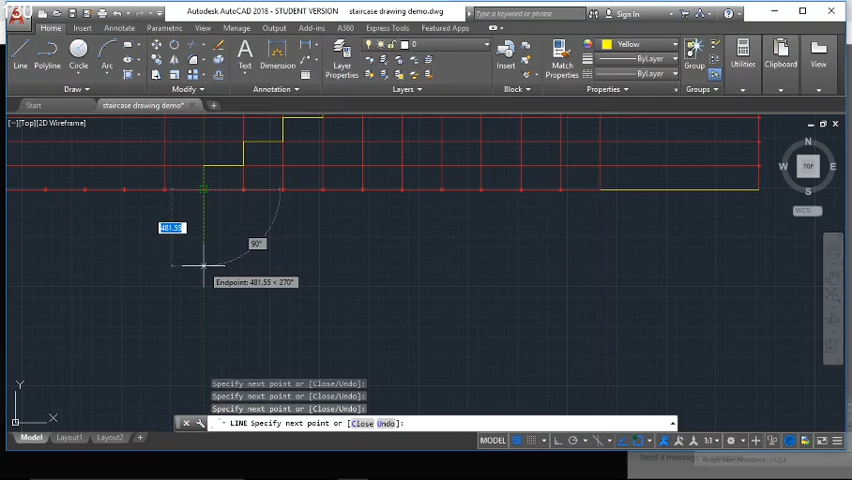 Autodesk AutoCAD 2018 - STUDENT VERSION staircase drawing demo.dwg Type a keyword or phrase Sign In
Home Insert Annotate Parametric View Manage Output Add-ins A360 Express Tools Featured Apps
Line Polyline Circle Arc Text Dimension Layer Properties 0 Insert Match Properties Yellow ByLayer ByLayer Group Utilities Clipboard View
Draw Modify Annotation Layers Block Properties Groups
Start staircase drawing demo*
[−][Top][2D Wireframe]
N
W TOP E
S
WCS
481.55
90°
Endpoint: 481.55 < 270°
Y
X
Specify next point or [Close/Undo]:
Specify next point or [Close/Undo]:
Specify next point or [Close/Undo]:
LINE Specify next point or [Close Undo]:
Model Layout1 Layout2 MODEL 1:1
Send a message